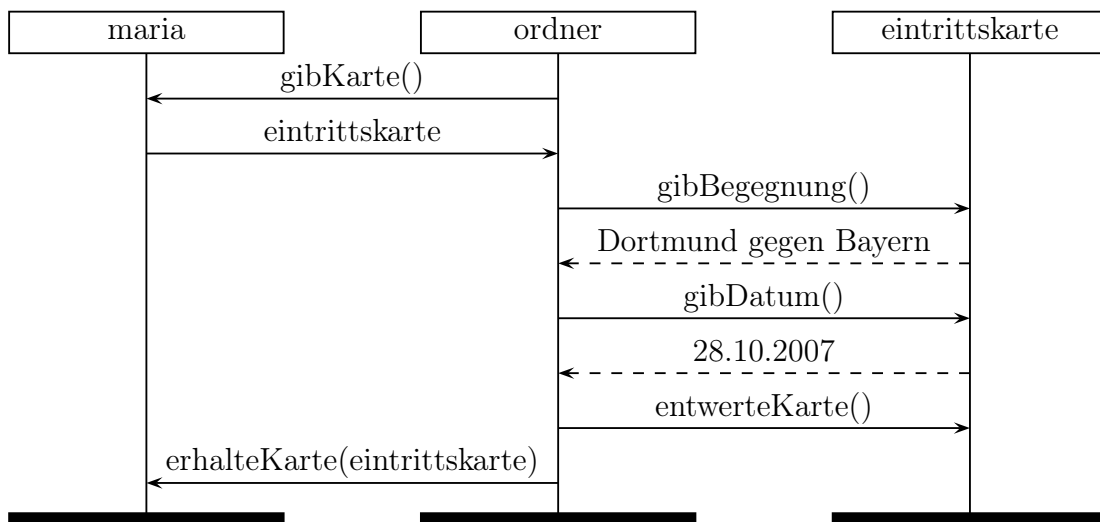 maria
ordner
eintrittskarte
gibKarte()
eintrittskarte
gibBegegnung()
Dortmund gegen Bayern
gibDatum()
28.10.2007
entwerteKarte()
erhalteKarte(eintrittskarte)